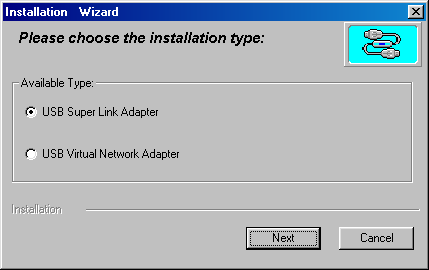 Installation Wizard
Please choose the installation type:
Available Type:
USB Super Link Adapter
USB Virtual Network Adapter
Installation
Next Cancel